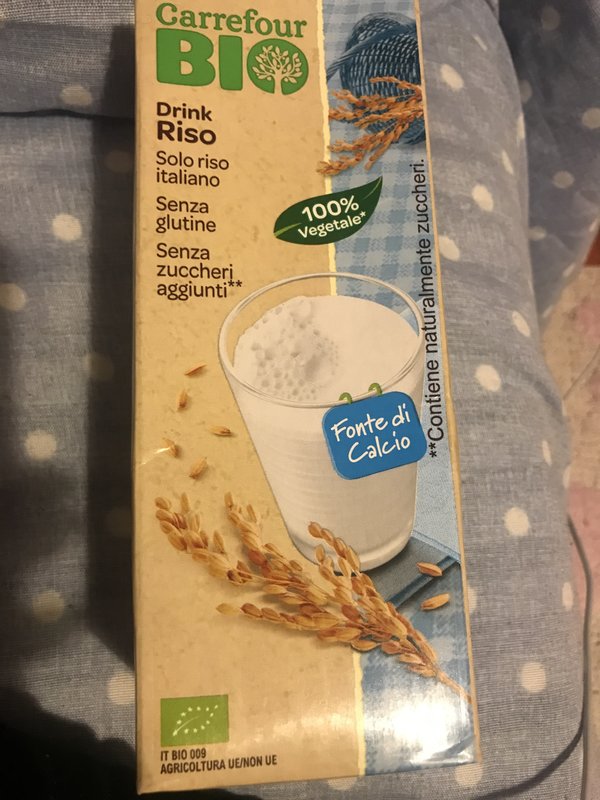 Carrefour
BIO
Drink
Riso
Solo riso
italiano
Senza
glutine
Senza
zuccheri
aggiunti**
100%
Vegetale*
**Contiene naturalmente zuccheri.
Fonte di
Calcio
IT BIO 009
AGRICOLTURA UE/NON UE